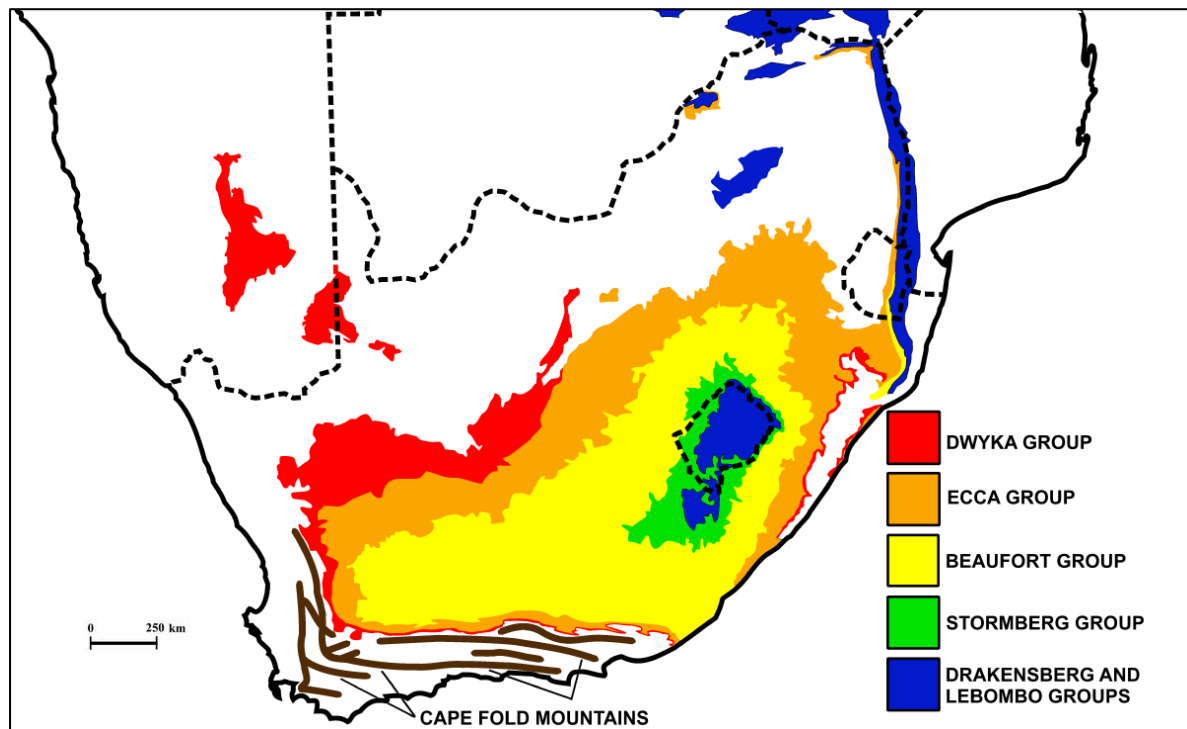 DWYKA GROUP
ECCA GROUP
BEAUFORT GROUP
STORMBERG GROUP
DRAKENSBERG AND
LEBOMBO GROUPS
0 250 km
CAPE FOLD MOUNTAINS